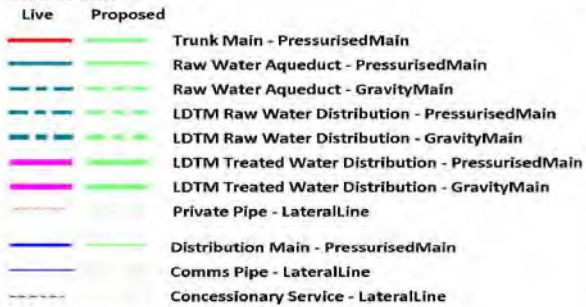 Live Proposed
Trunk Main - PressurisedMain
Raw Water Aqueduct - PressurisedMain
Raw Water Aqueduct - GravityMain
LDTM Raw Water Distribution - PressurisedMain
LDTM Raw Water Distribution - GravityMain
LDTM Treated Water Distribution - PressurisedMain
LDTM Treated Water Distribution - GravityMain
Private Pipe - LateralLine
Distribution Main - PressurisedMain
Comms Pipe - LateralLine
Concessionary Service - LateralLine